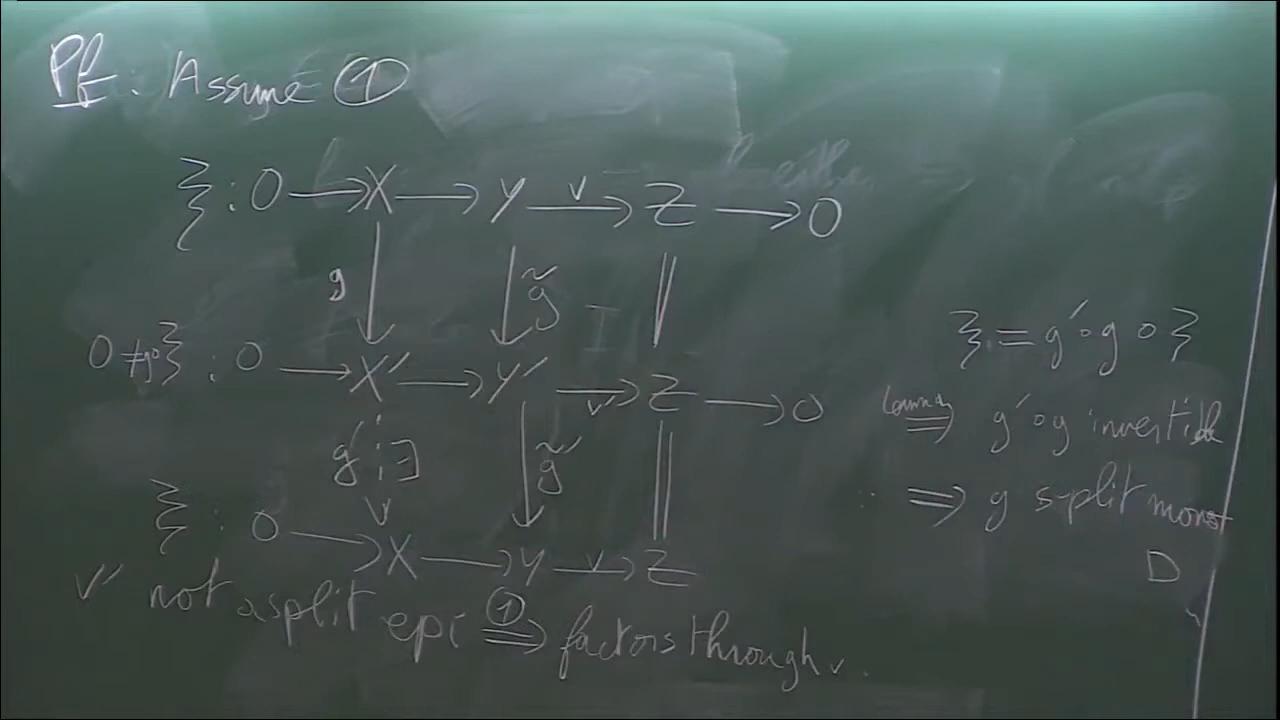 Pf: Assume ①
ξ : 0 → X → Y →v Z → 0
g g̃
0 ≠ gξ : 0 → X' → Y' →v' Z → 0
g' ∃ g̃'
ξ : 0 → X → Y →v Z
v' not a split epi ①⟹ factors through v.
ξ = g' ∘ g ∘ ξ
Lemma ⟹ g' ∘ g invertible
⟹ g split mono
□